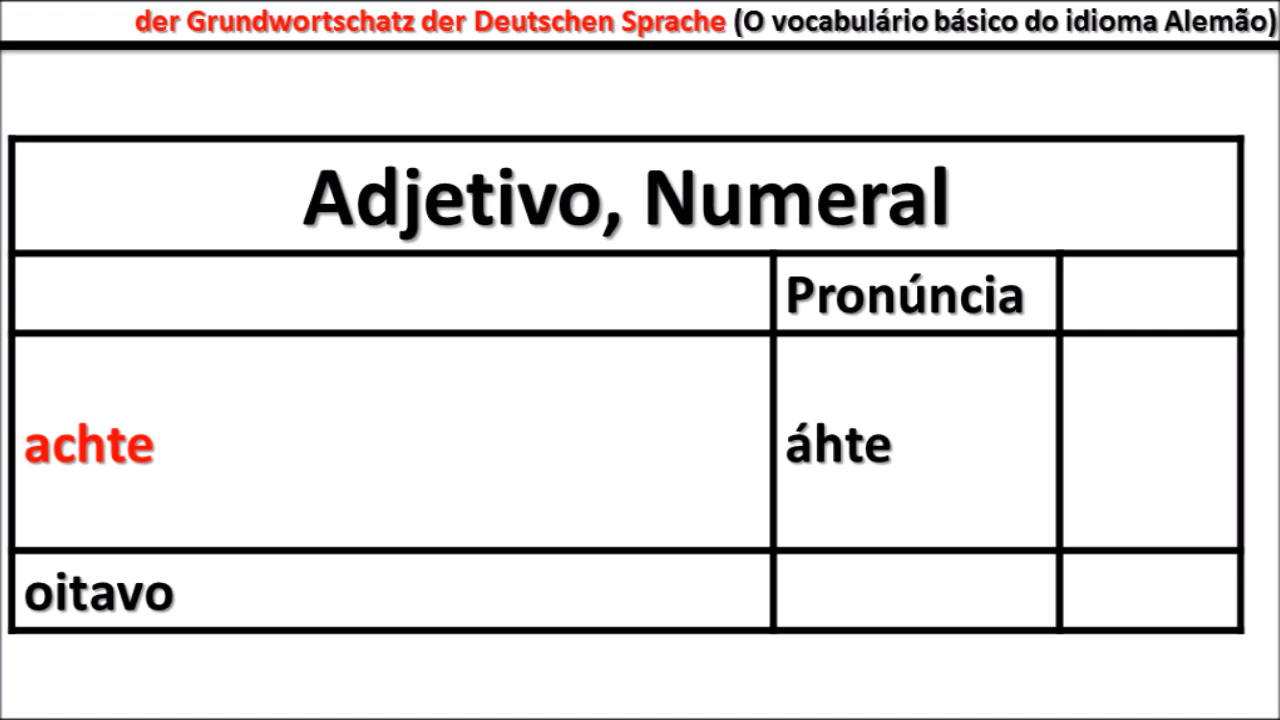 der Grundwortschatz der Deutschen Sprache (O vocabulário básico do idioma Alemão)
Adjetivo, Numeral
Pronúncia
achte áhte
oitavo